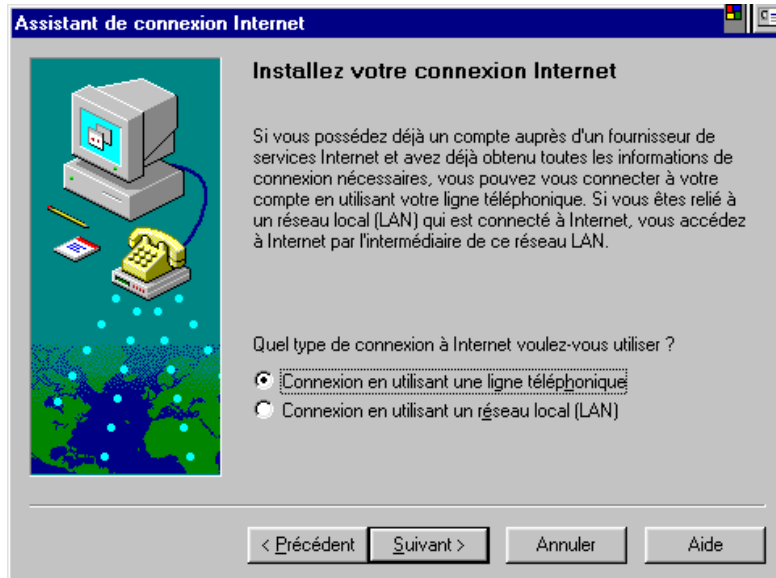 Assistant de connexion Internet
Installez votre connexion Internet
Si vous possédez déjà un compte auprès d'un fournisseur de
services Internet et avez déjà obtenu toutes les informations de
connexion nécessaires, vous pouvez vous connecter à votre
compte en utilisant votre ligne téléphonique. Si vous êtes relié à
un réseau local (LAN) qui est connecté à Internet, vous accédez
à Internet par l'intermédiaire de ce réseau LAN.
Quel type de connexion à Internet voulez-vous utiliser ?
Connexion en utilisant une ligne téléphonique
Connexion en utilisant un réseau local (LAN)
< Précédent Suivant > Annuler Aide